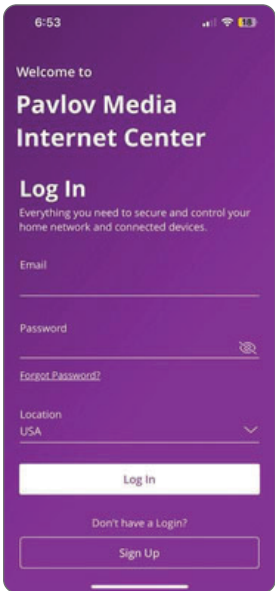 6:53
18
Welcome to
Pavlov Media
Internet Center
Log In
Everything you need to secure and control your
home network and connected devices.
Email
Password
Forgot Password?
Location
USA
Log In
Don't have a Login?
Sign Up